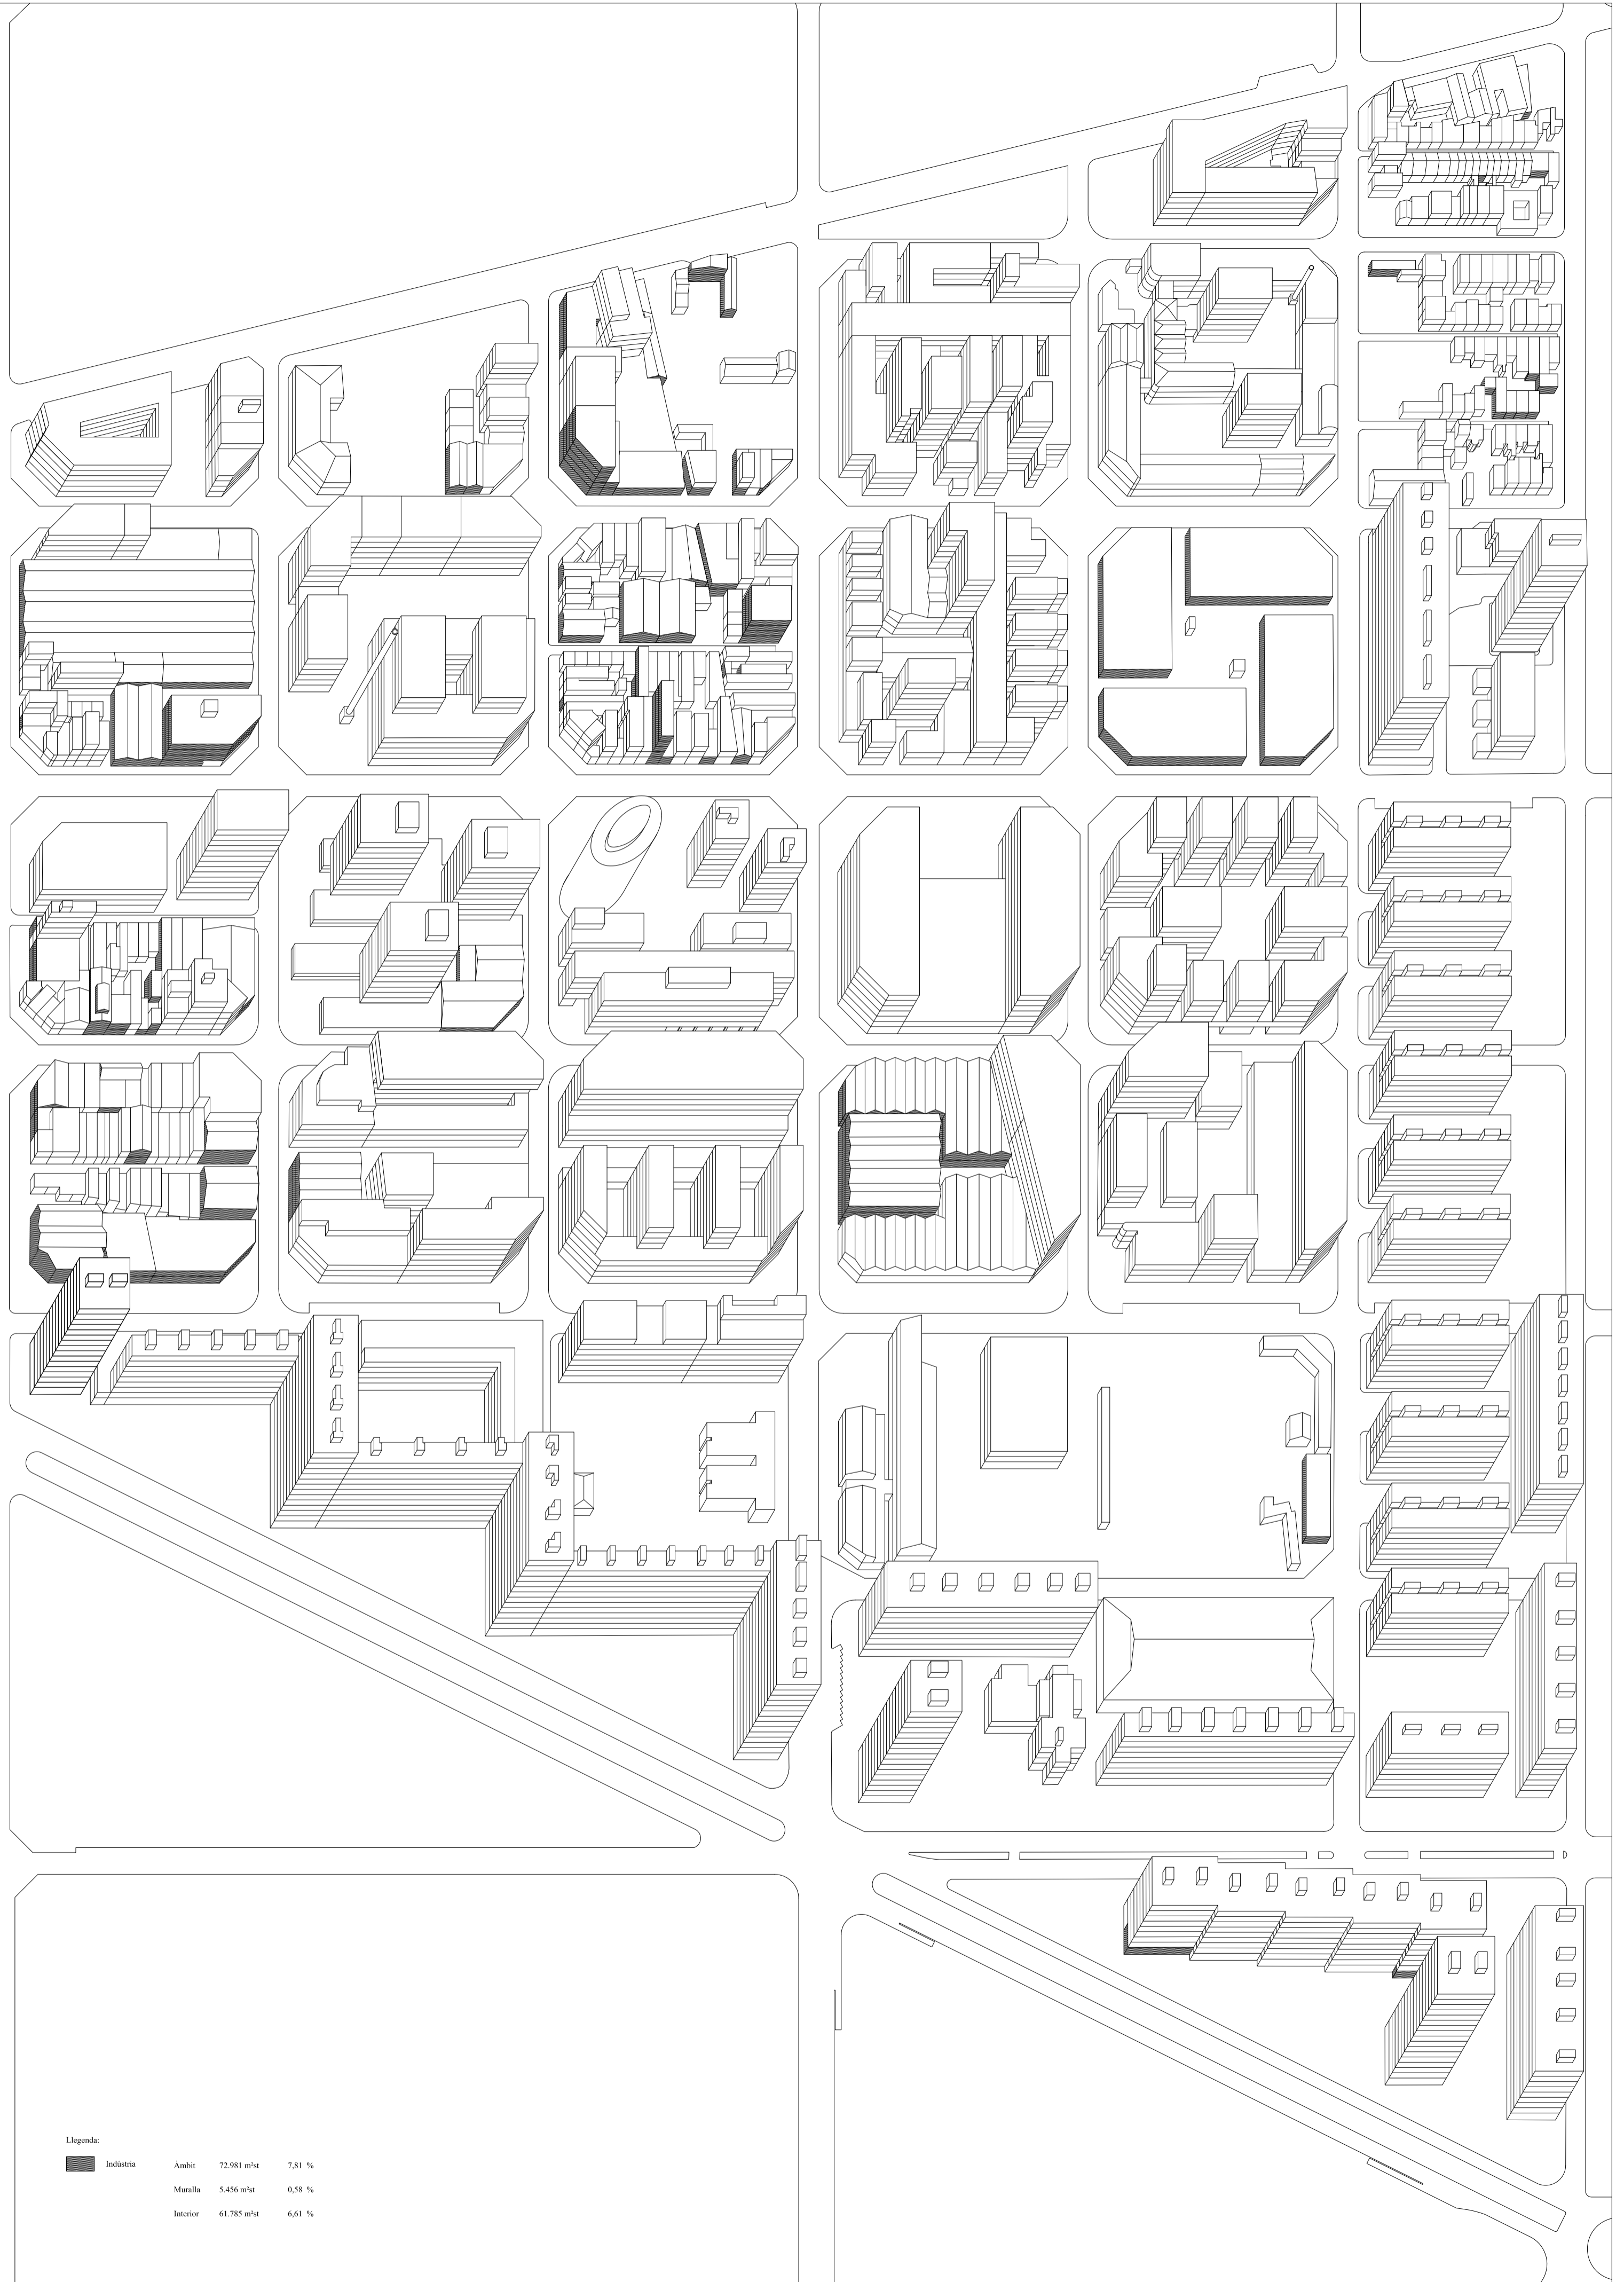 Llegenda:
Indústria Àmbit 72.981 m²st 7,81 %
Muralla 5.456 m²st 0,58 %
Interior 61.785 m²st 6,61 %